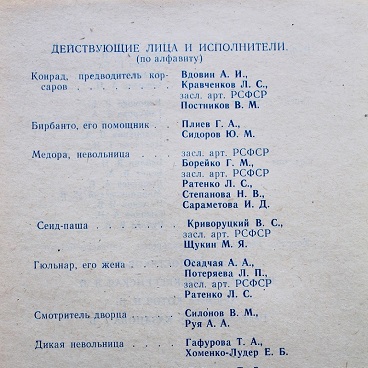 ДЕЙСТВУЮЩИЕ ЛИЦА И ИСПОЛНИТЕЛИ.
(по алфавиту)
Конрад, предводитель кор- Вдовин А. И.,
саров . . . . . . . . . Кравченков Л. С.,
засл. арт. РСФСР
Постников В. М.
Бирбанто, его помощник . . Плиев Г. А.,
Сидоров Ю. М.
Медора, невольница . . . . засл. арт. РСФСР
Борейко Г. М.,
засл. арт. РСФСР
Ратенко Л. С.,
Степанова Н. В.,
Сараметова И. Д.
Сеид-паша . . . . . . Криворуцкий В. С.,
засл. арт. РСФСР
Щукин М. Я.
Гюльнар, его жена . . . . . Осадчая А. А.,
Потеряева Л. П.,
засл. арт. РСФСР
Ратенко Л. С.
Смотритель дворца . . . . Силонов В. М.,
Руя А. А.
Дикая невольница . . . . Гафурова Т. А.,
Хоменко-Лудер Е. Б.